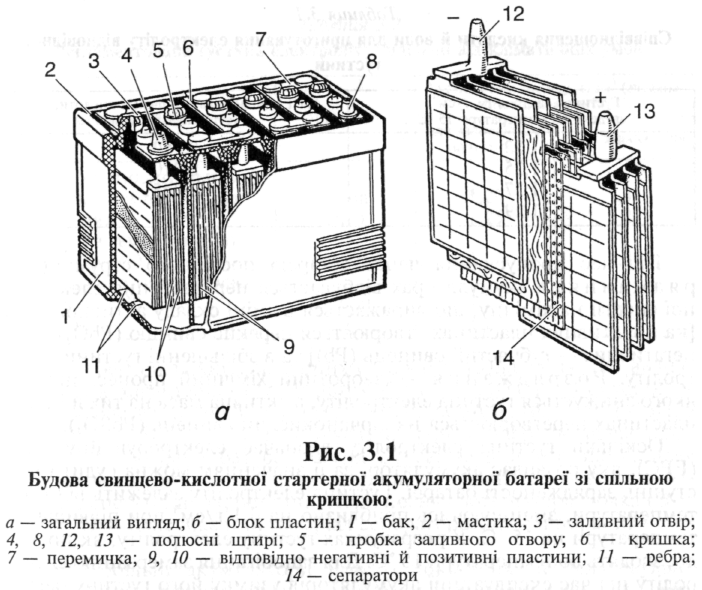 1
2
3
4
5
6
7
8
9
10
11
а
−
12
+
13
14
б
Рис. 3.1
Будова свинцево-кислотної стартерної акумуляторної батареї зі спільною
кришкою:
а — загальний вигляд; б — блок пластин; 1 — бак; 2 — мастика; 3 — заливний отвір;
4, 8, 12, 13 — полюсні штирі; 5 — пробка заливного отвору; 6 — кришка;
7 — перемичка; 9, 10 — відповідно негативні й позитивні пластини; 11 — ребра;
14 — сепаратори